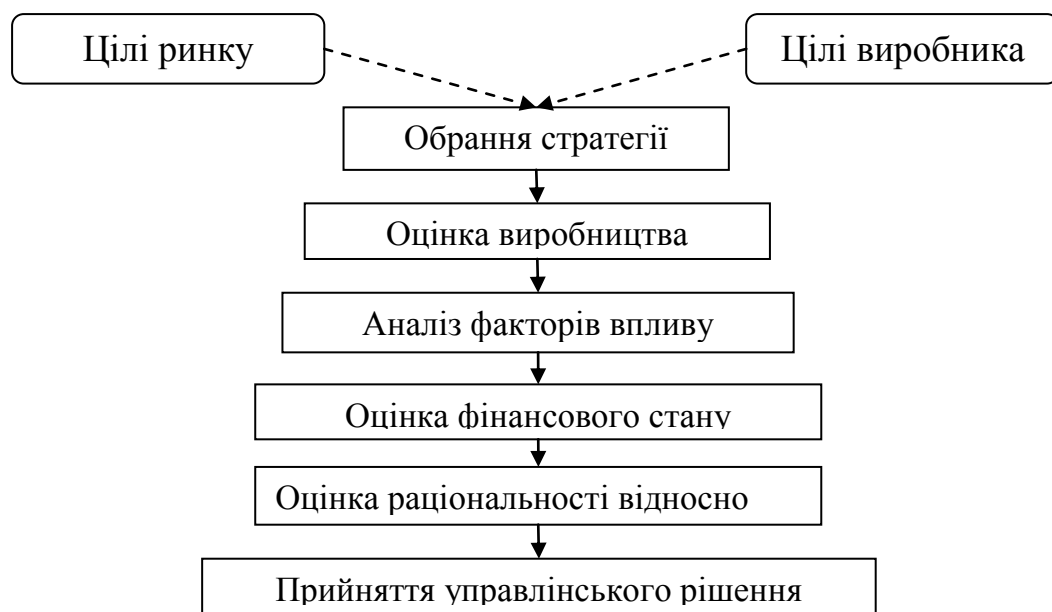 Цілі ринку
Цілі виробника
Обрання стратегії
Оцінка виробництва
Аналіз факторів впливу
Оцінка фінансового стану
Оцінка раціональності відносно
Прийняття управлінського рішення